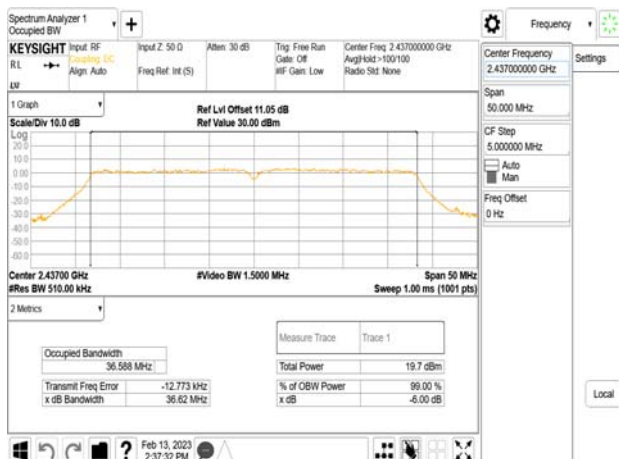 Spectrum Analyzer 1
Occupied BW
Frequency
KEYSIGHT
RL
LXI
Input: RF
Coupling: DC
Align: Auto
Input Z: 50 Ω
Freq Ref: Int (S)
Atten: 30 dB
Trig: Free Run
Gate: Off
#IF Gain: Low
Center Freq: 2.437000000 GHz
Avg|Hold:>100/100
Radio Std: None
1 Graph
Scale/Div 10.0 dB
Ref Lvl Offset 11.05 dB
Ref Value 30.00 dBm
Log
20.0
10.0
0.00
-10.0
-20.0
-30.0
-40.0
-50.0
-60.0
Center 2.43700 GHz
#Res BW 510.00 kHz
#Video BW 1.5000 MHz
Span 50 MHz
Sweep 1.00 ms (1001 pts)
2 Metrics
Occupied Bandwidth
36.588 MHz
Transmit Freq Error -12.773 kHz
x dB Bandwidth 36.62 MHz
Measure Trace Trace 1
Total Power 19.7 dBm
% of OBW Power 99.00 %
x dB -6.00 dB
Feb 13, 2023
2:37:32 PM
Center Frequency
2.437000000 GHz
Span
50.000 MHz
CF Step
5.000000 MHz
Auto
Man
Freq Offset
0 Hz
Settings
Local